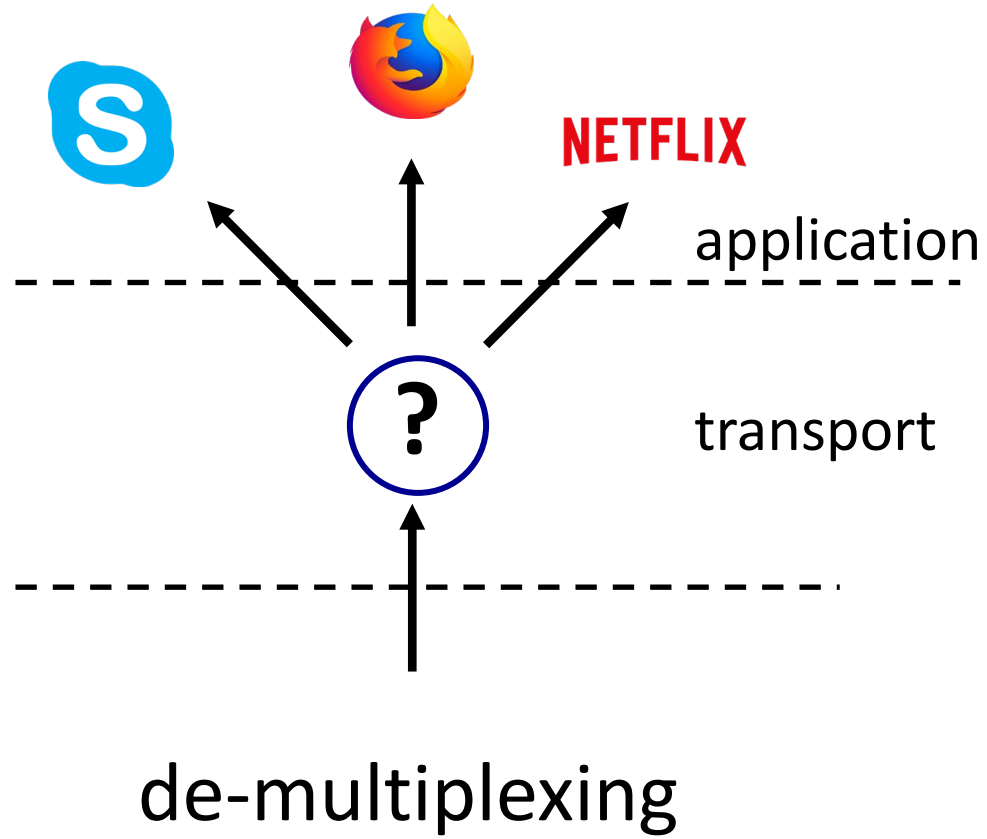 S
NETFLIX
application
?
transport
de-multiplexing